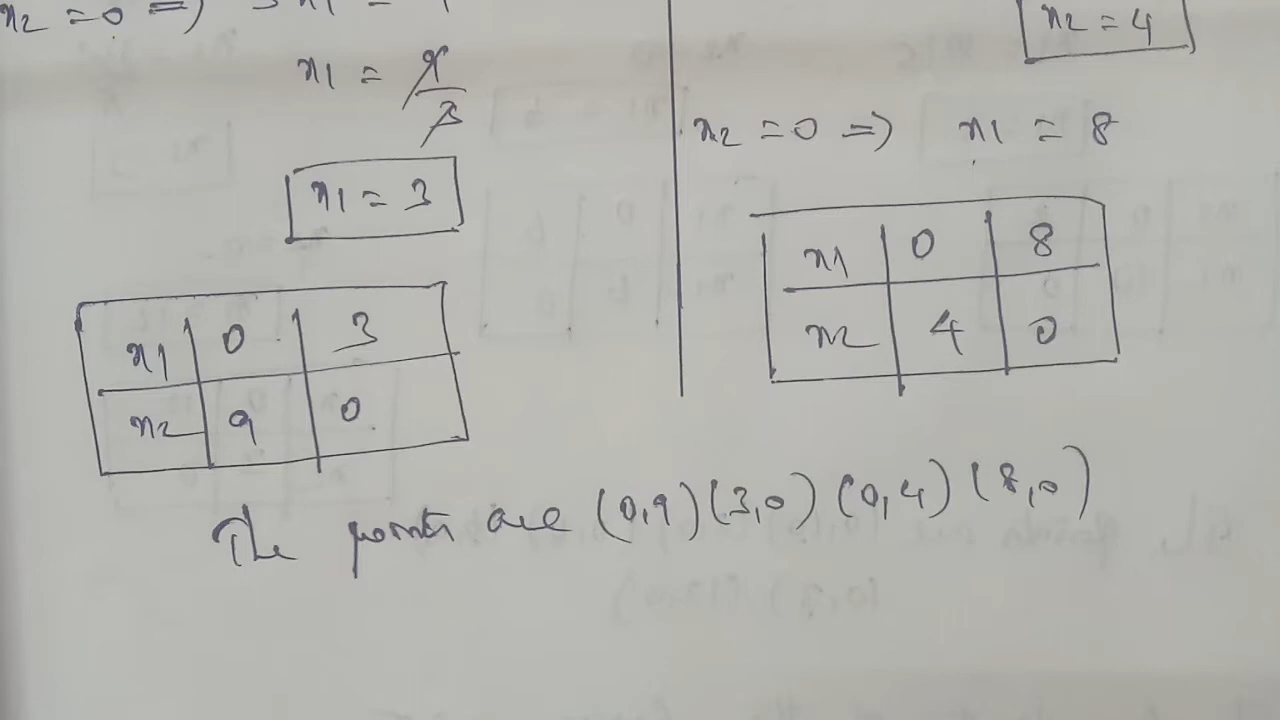 x2 = 0 =>
x1 = 9/3
x1 = 3
x1 | 0 | 3
x2 | 9 | 0
x2 = 4
x2 = 0 => x1 = 8
x1 | 0 | 8
x2 | 4 | 0
The points are (0,9) (3,0) (0,4) (8,0)